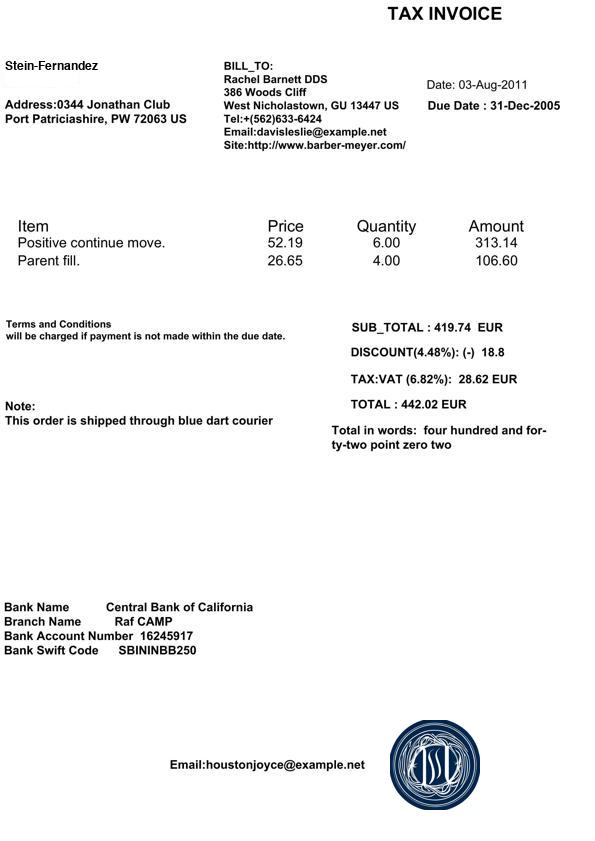 TAX INVOICE
Stein-Fernandez
Address:0344 Jonathan Club
Port Patriciashire, PW 72063 US
BILL_TO:
Rachel Barnett DDS
386 Woods Cliff
West Nicholastown, GU 13447 US
Tel:+(562)633-6424
Email:davisleslie@example.net
Site:http://www.barber-meyer.com/
Date: 03-Aug-2011
Due Date : 31-Dec-2005
Item Price Quantity Amount
Positive continue move. 52.19 6.00 313.14
Parent fill. 26.65 4.00 106.60
Terms and Conditions
will be charged if payment is not made within the due date.
Note:
This order is shipped through blue dart courier
SUB_TOTAL : 419.74 EUR
DISCOUNT(4.48%): (-) 18.8
TAX:VAT (6.82%): 28.62 EUR
TOTAL : 442.02 EUR
Total in words: four hundred and for-
ty-two point zero two
Bank Name Central Bank of California
Branch Name Raf CAMP
Bank Account Number 16245917
Bank Swift Code SBININBB250
Email:houstonjoyce@example.net